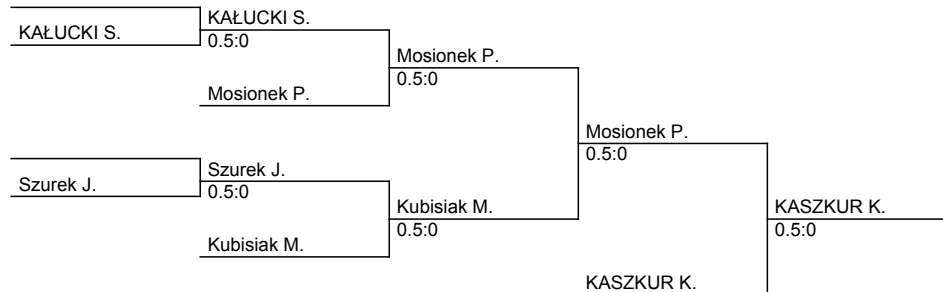 KAŁUCKI S.
KAŁUCKI S.
0.5:0
Mosionek P.
Mosionek P.
0.5:0
Mosionek P.
0.5:0
Szurek J.
Szurek J.
0.5:0
Kubisiak M.
Kubisiak M.
0.5:0
KASZKUR K.
KASZKUR K.
0.5:0